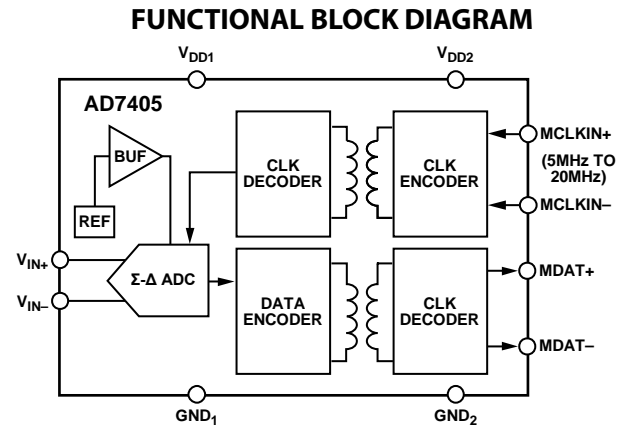 FUNCTIONAL BLOCK DIAGRAM
VDD1
VDD2
AD7405
BUF
REF
CLK
DECODER
CLK
ENCODER
MCLKIN+
(5MHz TO
20MHz)
MCLKIN–
VIN+
VIN–
Σ-Δ ADC
DATA
ENCODER
CLK
DECODER
MDAT+
MDAT–
GND1
GND2